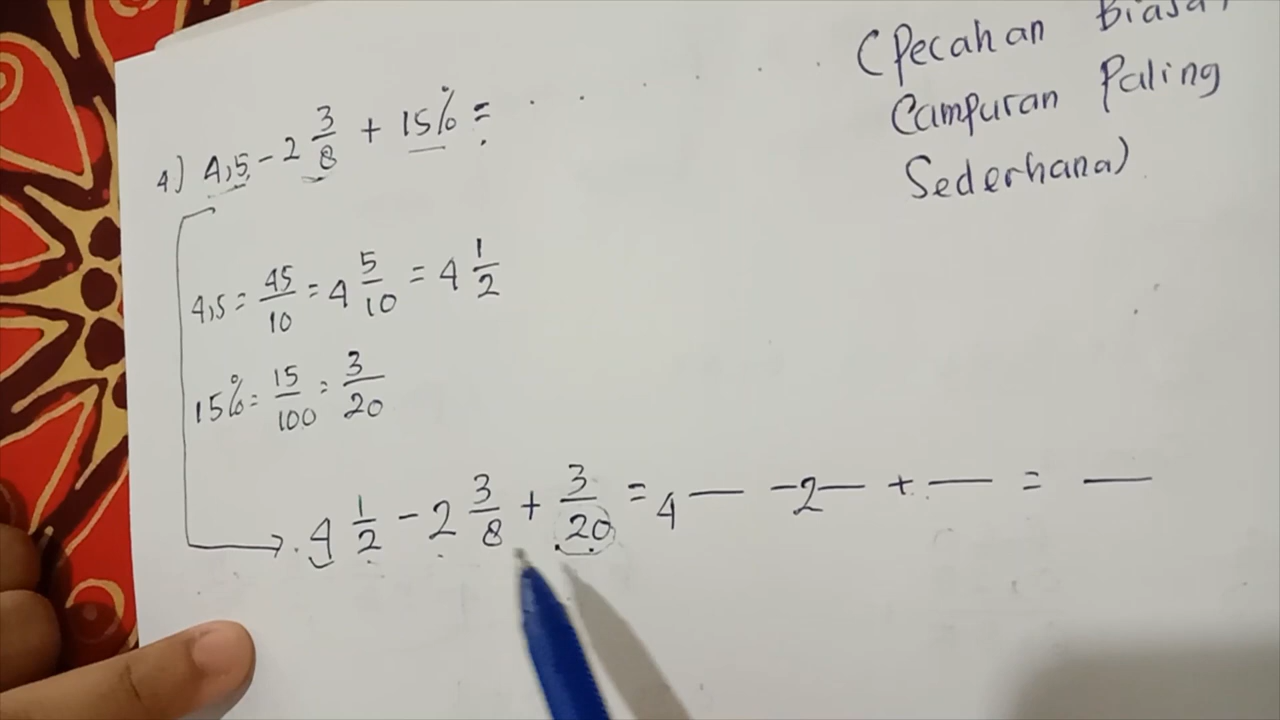 (Pecahan Biasa,
Campuran Paling
Sederhana)
4) 4,5 - 2 3/8 + 15% = . . . . . .
4,5 = 45/10 = 4 5/10 = 4 1/2
15% = 15/100 = 3/20
4 1/2 - 2 3/8 + 3/20 = 4 — - 2 — + — = —